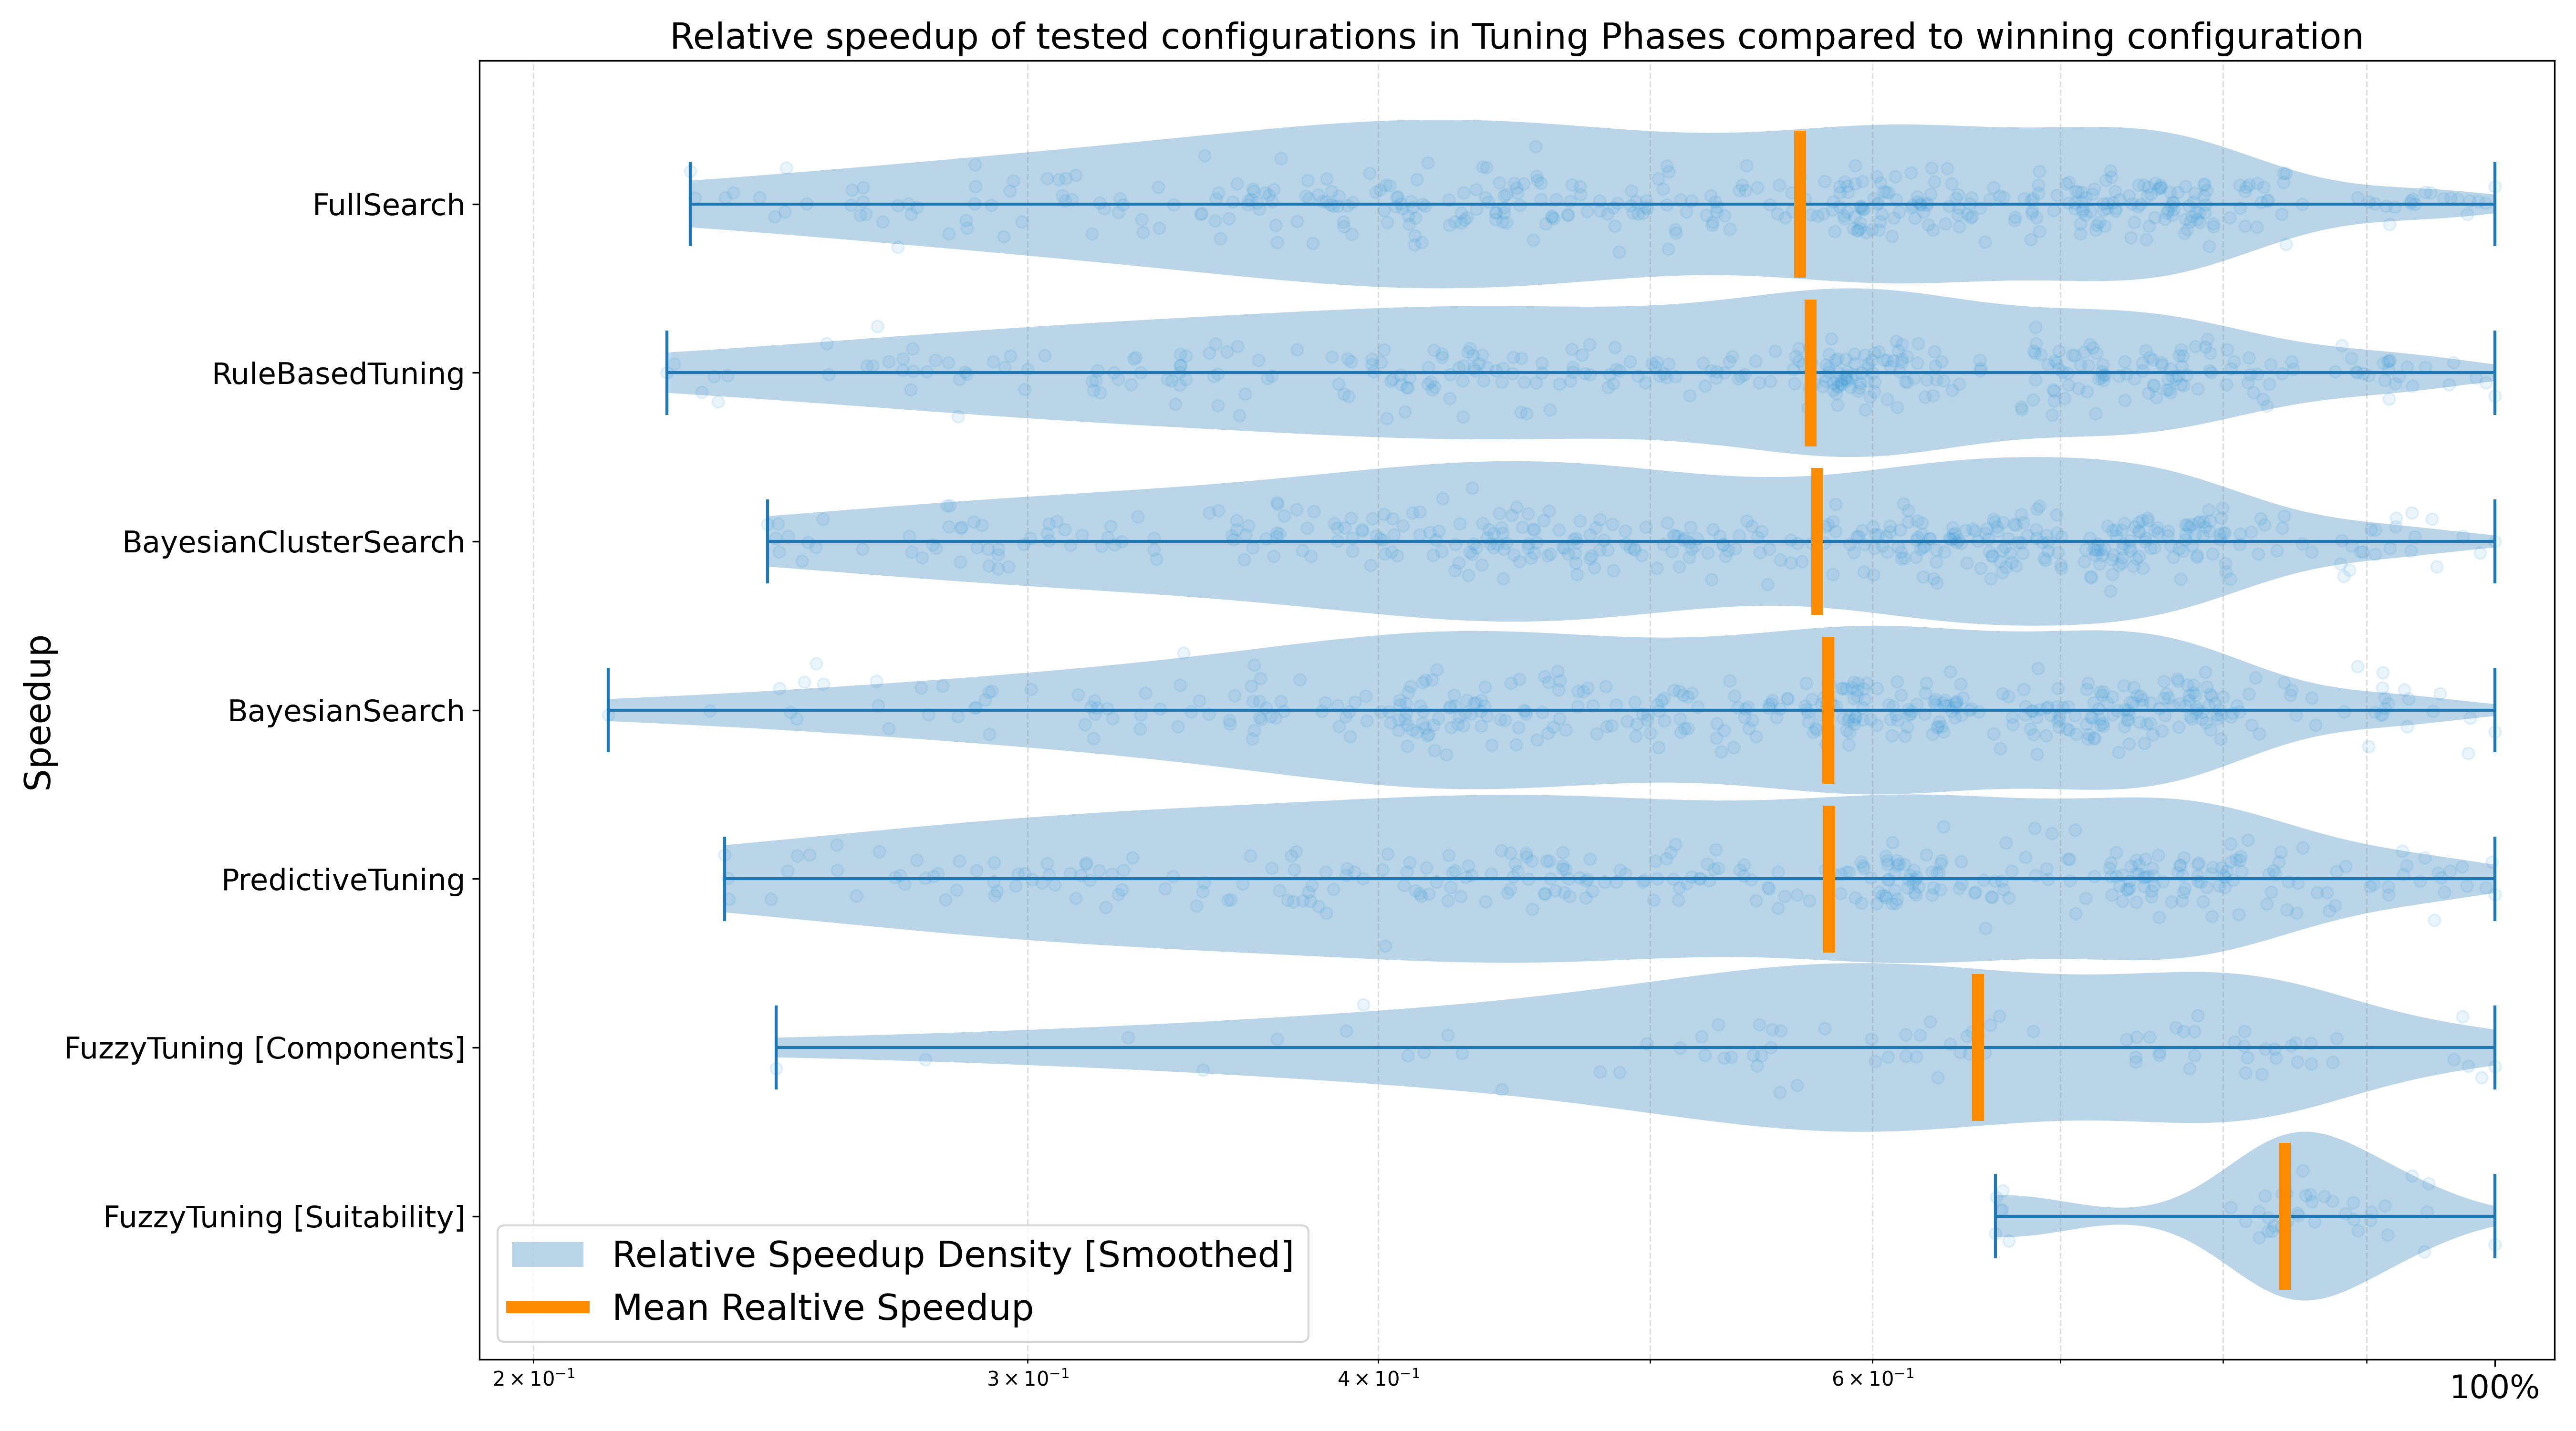 Relative speedup of tested configurations in Tuning Phases compared to winning configuration
Speedup
FullSearch
RuleBasedTuning
BayesianClusterSearch
BayesianSearch
PredictiveTuning
FuzzyTuning [Components]
FuzzyTuning [Suitability]
Relative Speedup Density [Smoothed]
Mean Realtive Speedup
2 × 10⁻¹
3 × 10⁻¹
4 × 10⁻¹
6 × 10⁻¹
100%